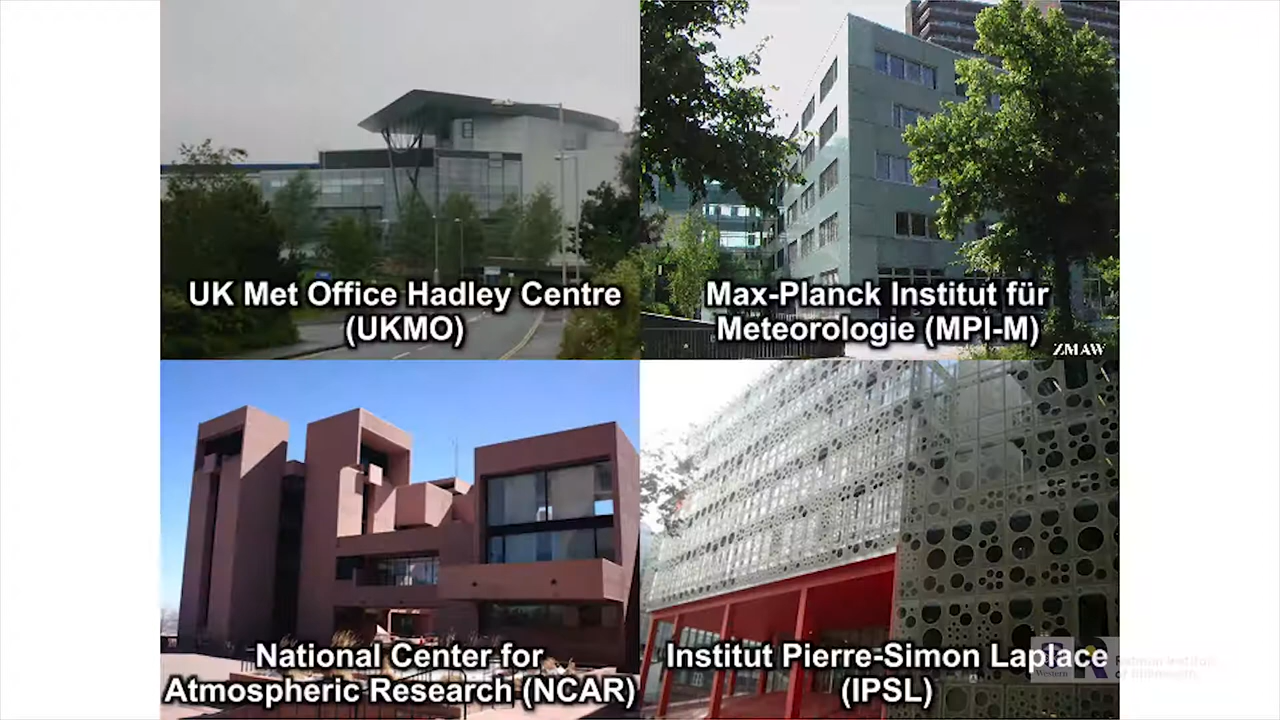 UK Met Office Hadley Centre
(UKMO)
Max-Planck Institut für
Meteorologie (MPI-M)
ZMAW
National Center for
Atmospheric Research (NCAR)
Institut Pierre-Simon Laplace
(IPSL)
Western